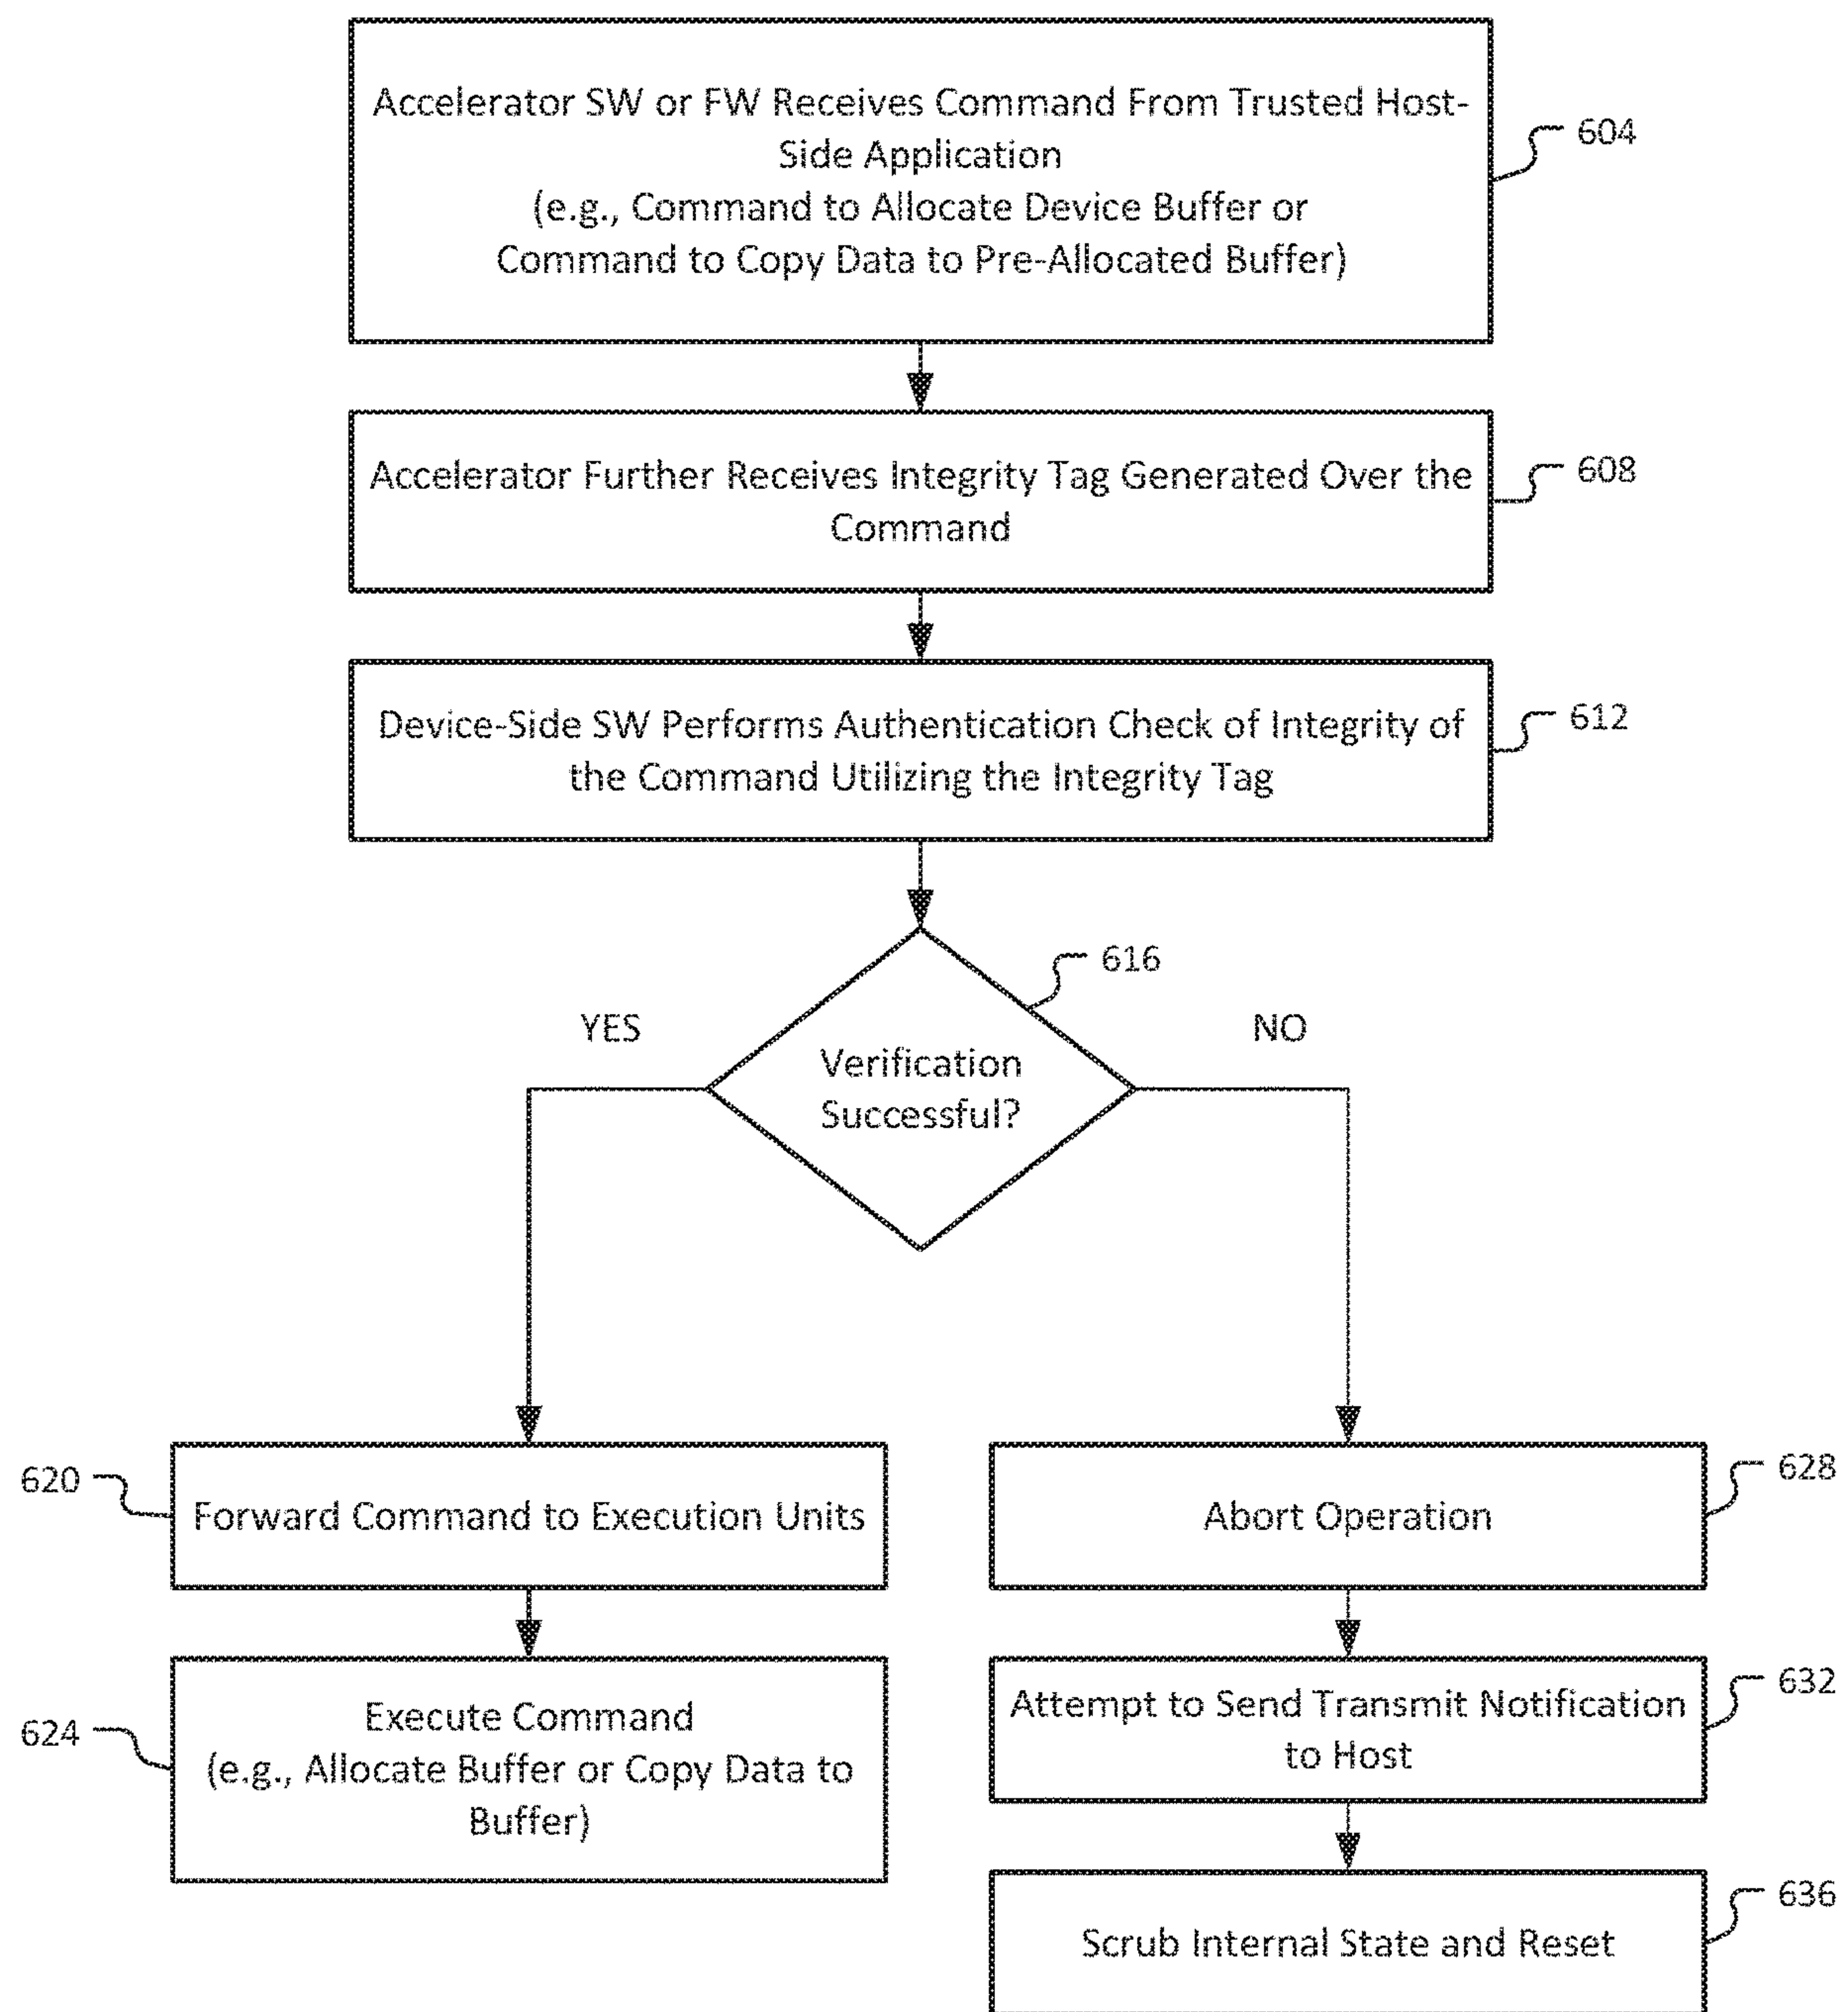 Accelerator SW or FW Receives Command From Trusted Host-
Side Application
(e.g., Command to Allocate Device Buffer or
Command to Copy Data to Pre-Allocated Buffer)
604
Accelerator Further Receives Integrity Tag Generated Over the
Command
608
Device-Side SW Performs Authentication Check of Integrity of
the Command Utilizing the Integrity Tag
612
616
YES
NO
Verification
Successful?
620
Forward Command to Execution Units
Abort Operation
628
624
Execute Command
(e.g., Allocate Buffer or Copy Data to
Buffer)
Attempt to Send Transmit Notification
to Host
632
Scrub Internal State and Reset
636